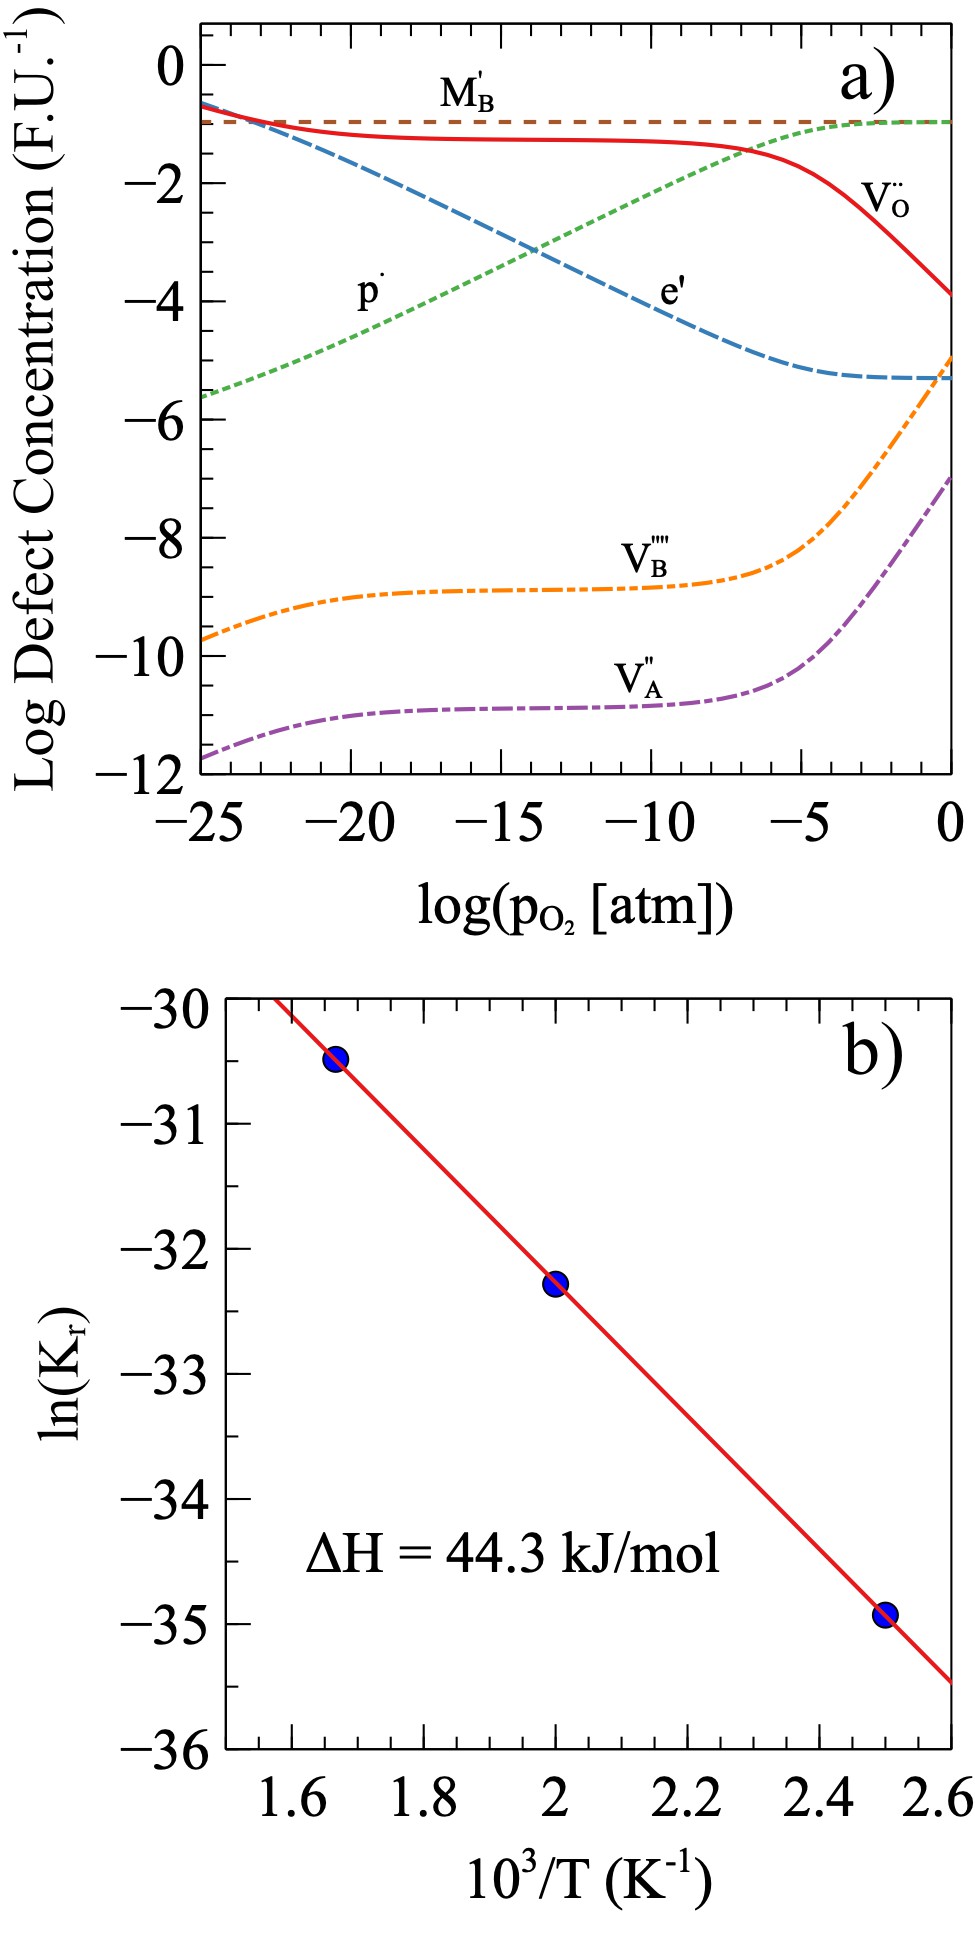 a)
Log Defect Concentration (F.U.⁻¹)
0
−2
−4
−6
−8
−10
−12
M'B
V¨O
p˙
e'
V''''B
V''A
−25 −20 −15 −10 −5 0
log(pO₂ [atm])
b)
ln(Kr)
−30
−31
−32
−33
−34
−35
−36
ΔH = 44.3 kJ/mol
1.6 1.8 2 2.2 2.4 2.6
10³/T (K⁻¹)